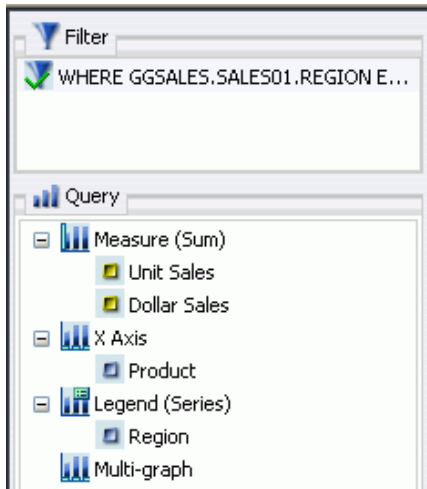 Filter
WHERE GGSALES.SALES01.REGION E...
Query
Measure (Sum)
Unit Sales
Dollar Sales
X Axis
Product
Legend (Series)
Region
Multi-graph